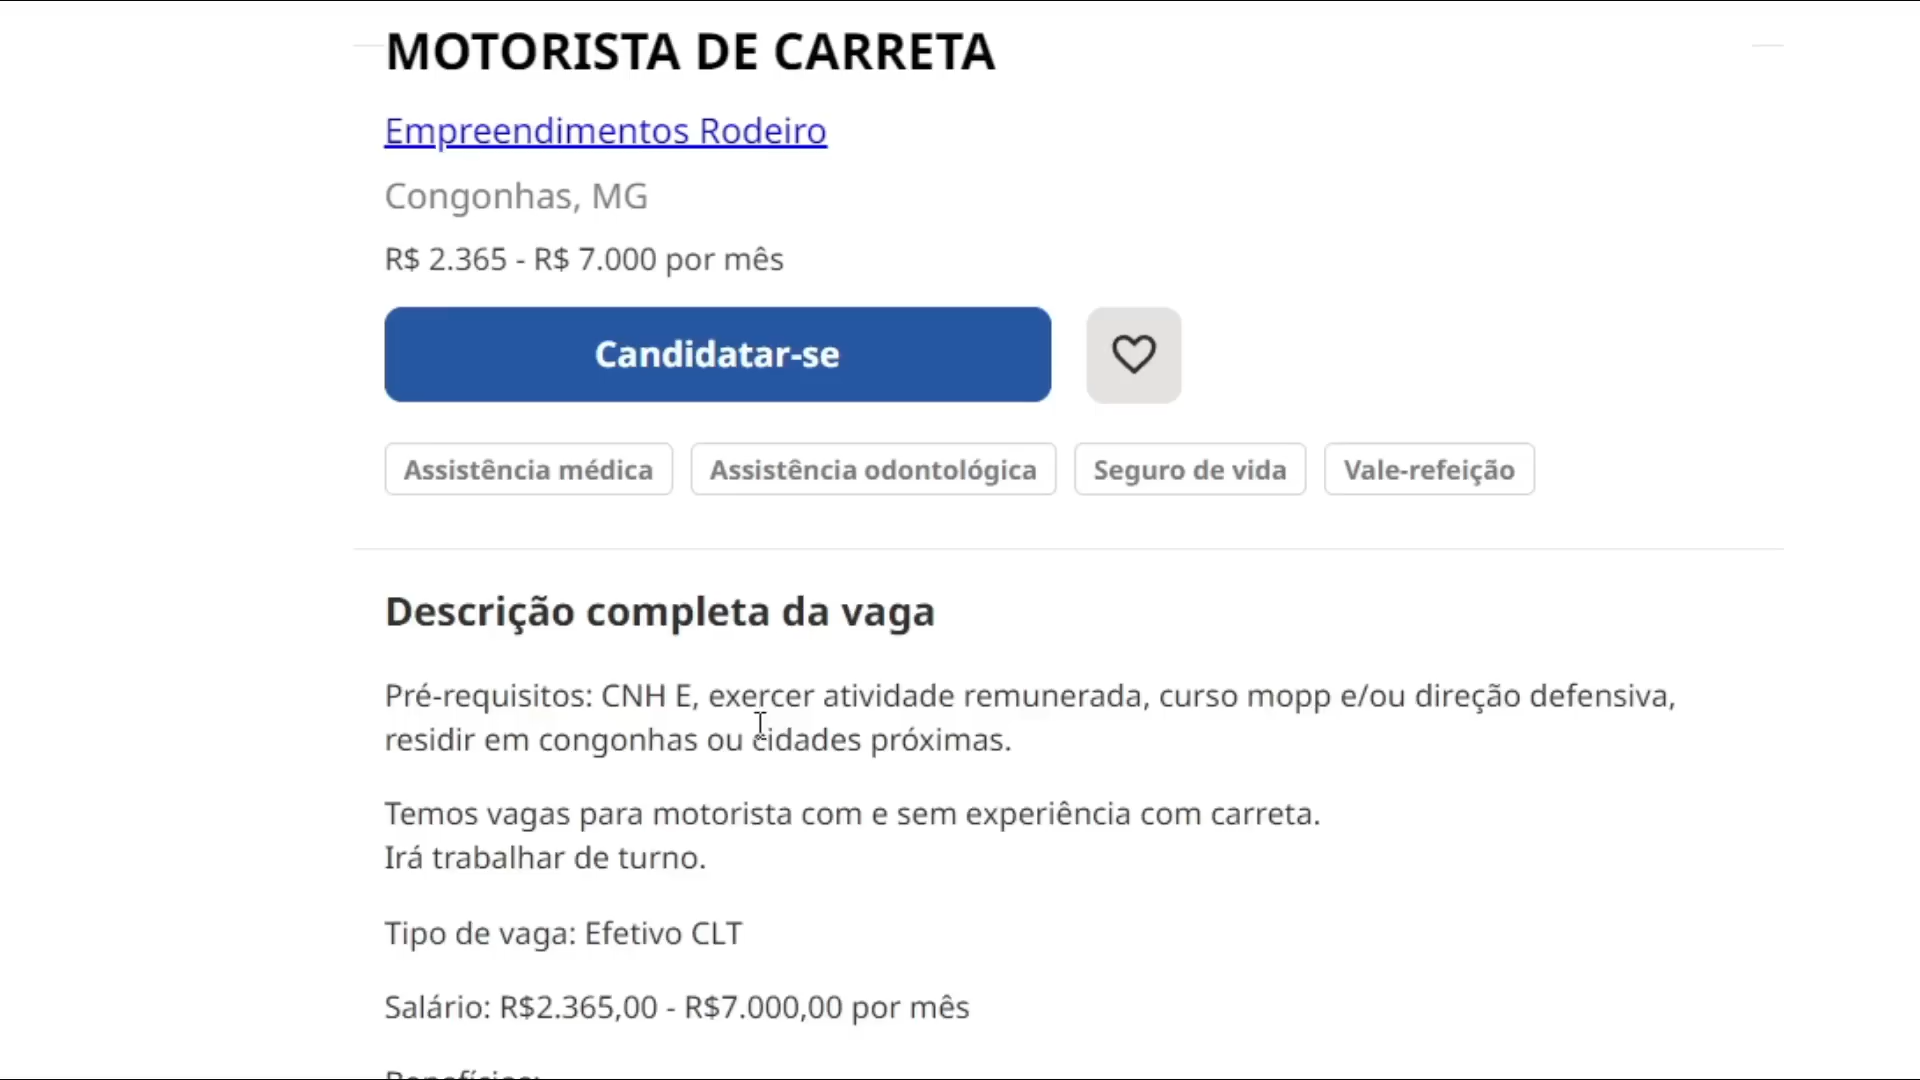 MOTORISTA DE CARRETA
Empreendimentos Rodeiro
Congonhas, MG
R$ 2.365 - R$ 7.000 por mês
Candidatar-se
Assistência médica
Assistência odontológica
Seguro de vida
Vale-refeição
Descrição completa da vaga
Pré-requisitos: CNH E, exercer atividade remunerada, curso mopp e/ou direção defensiva,
residir em congonhas ou cidades próximas.
Temos vagas para motorista com e sem experiência com carreta.
Irá trabalhar de turno.
Tipo de vaga: Efetivo CLT
Salário: R$2.365,00 - R$7.000,00 por mês
Benefícios: